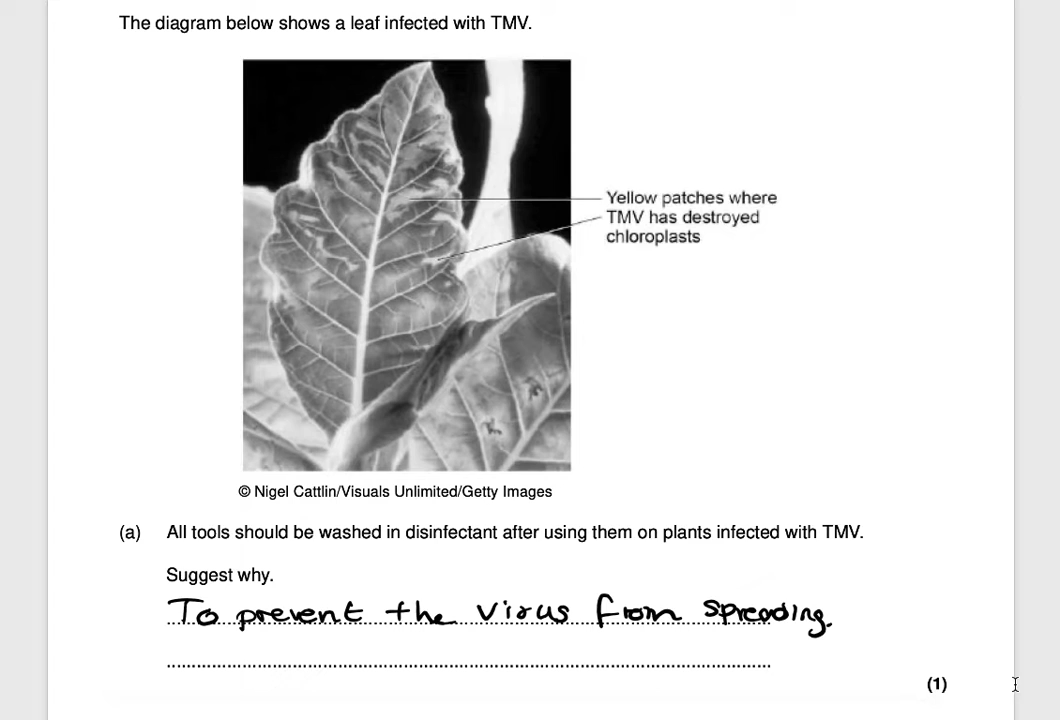 The diagram below shows a leaf infected with TMV.
Yellow patches where
TMV has destroyed
chloroplasts
© Nigel Cattlin/Visuals Unlimited/Getty Images
(a) All tools should be washed in disinfectant after using them on plants infected with TMV.
Suggest why.
To prevent the virus from spreading.
(1)